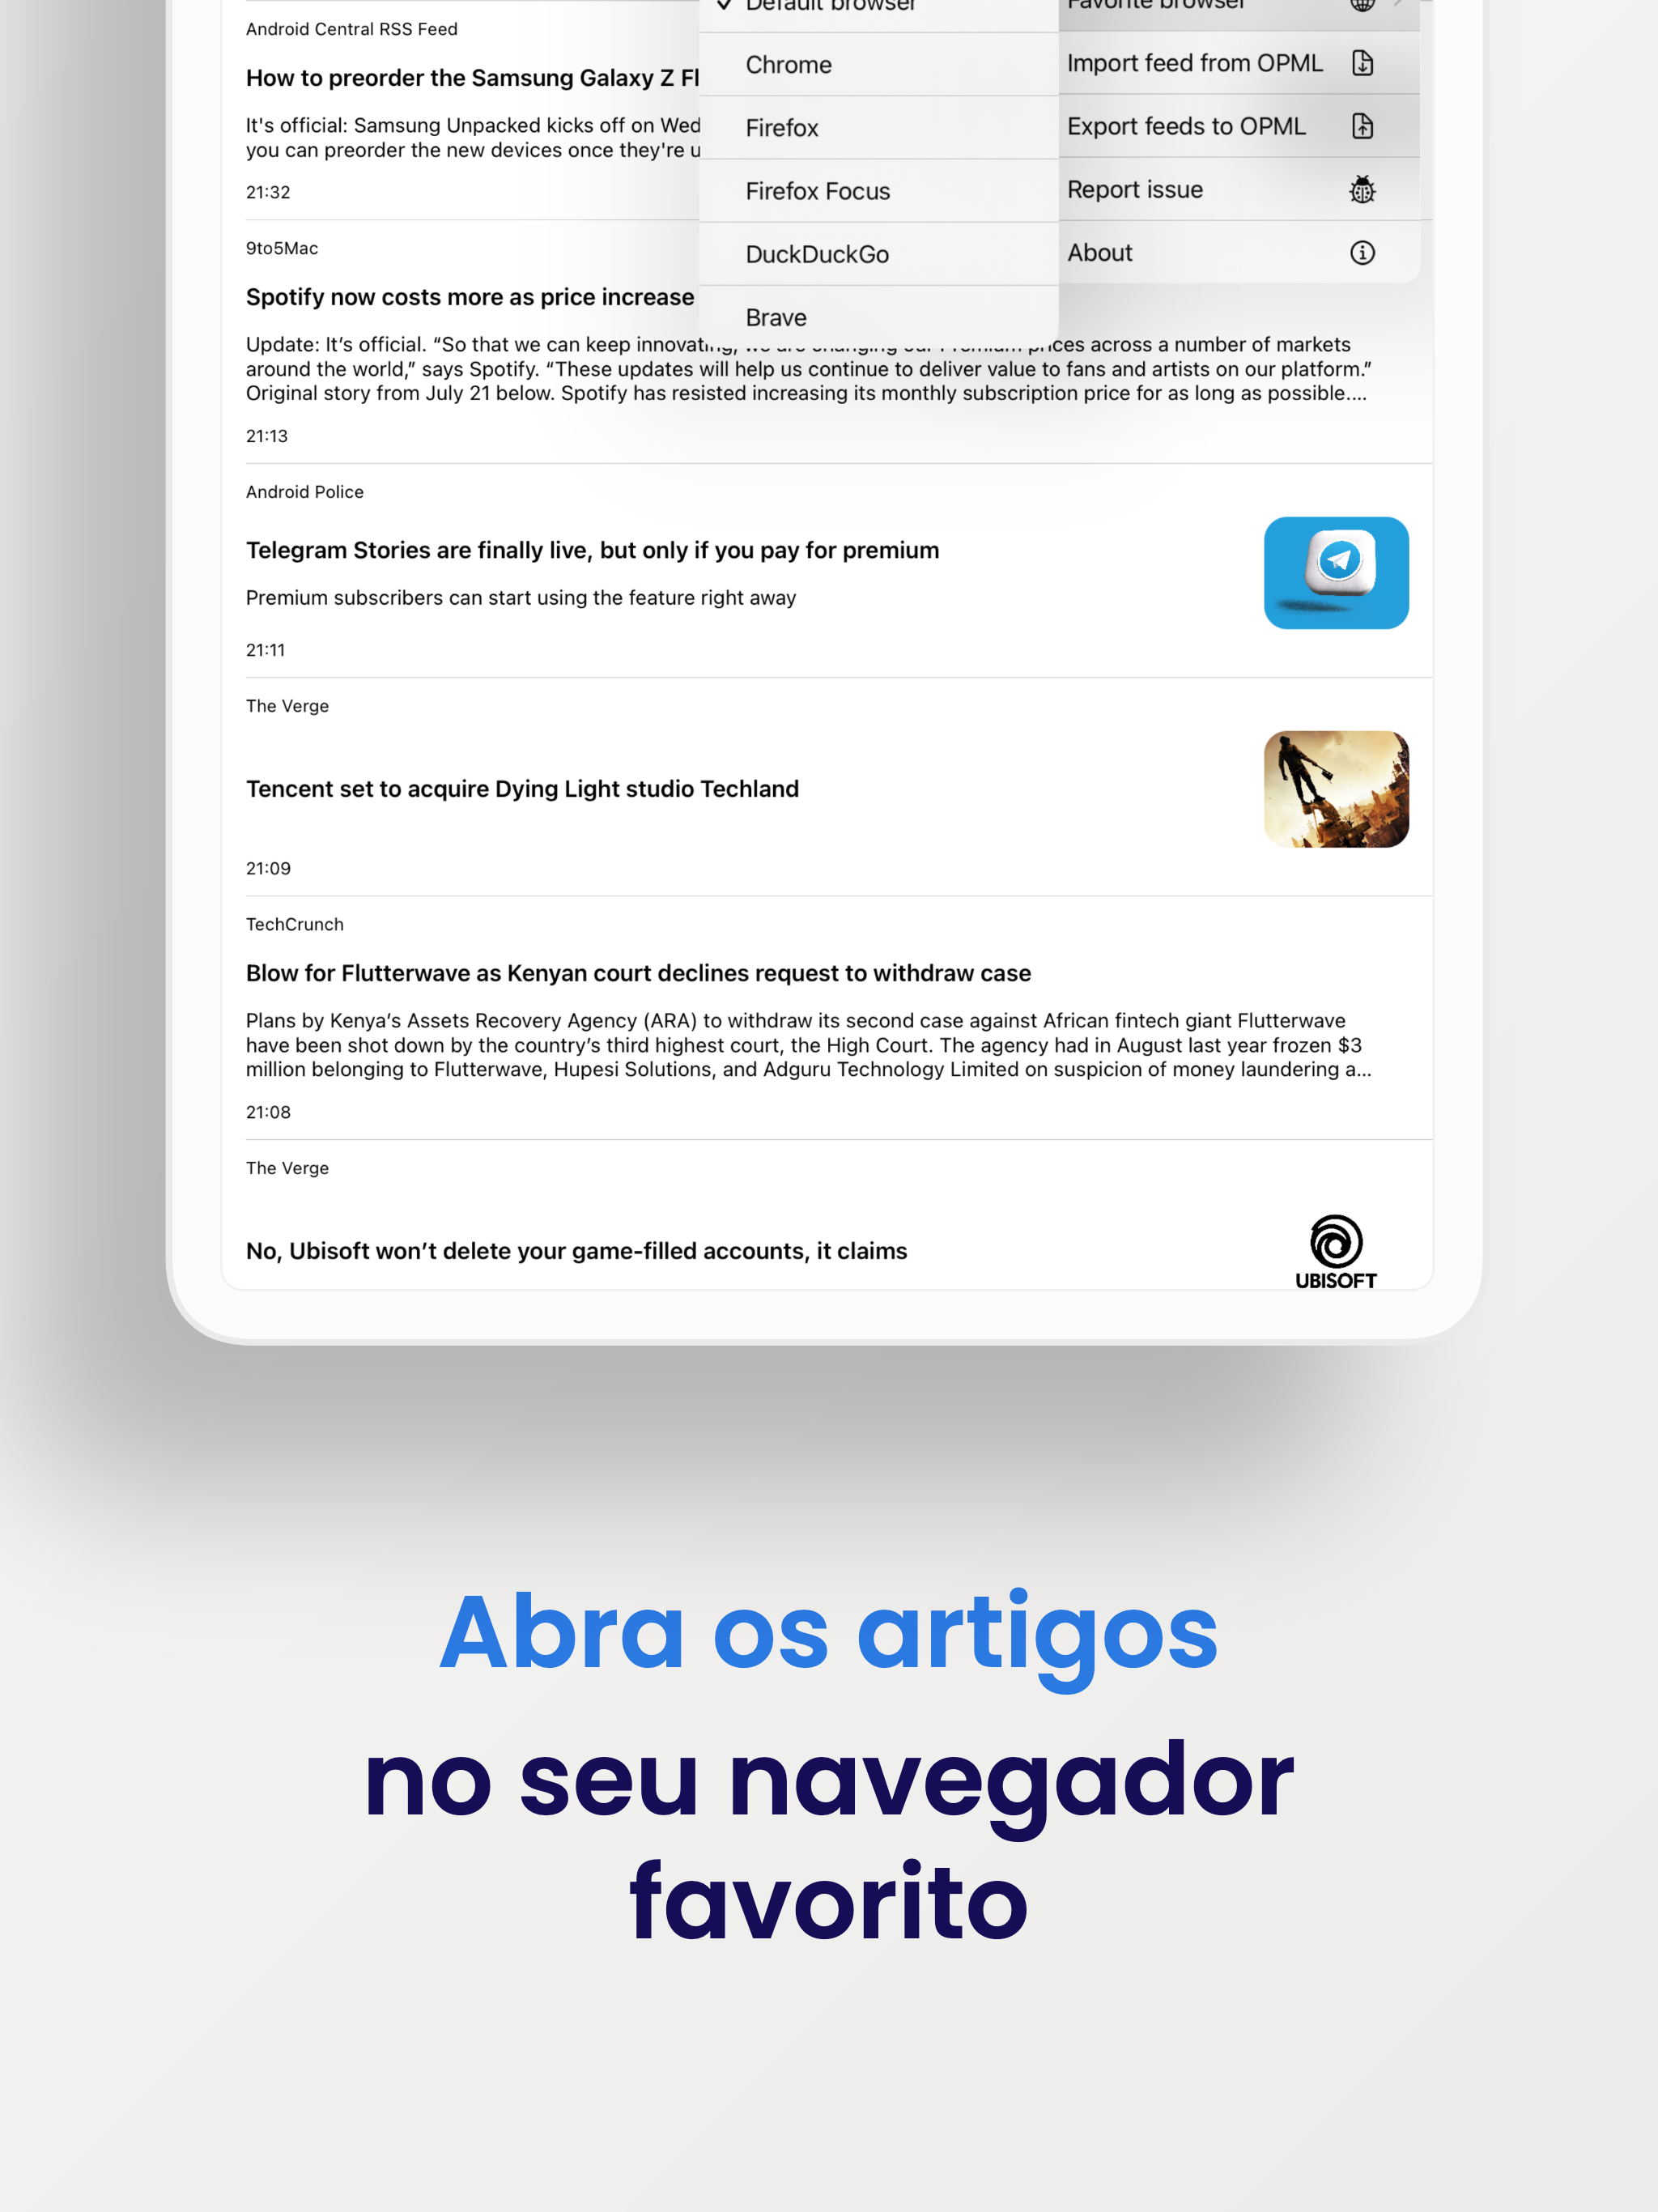 Android Central RSS Feed
How to preorder the Samsung Galaxy Z Fl
It's official: Samsung Unpacked kicks off on Wed
you can preorder the new devices once they're u
21:32
Default browser
Chrome
Firefox
Firefox Focus
DuckDuckGo
Brave
Favorite browser
Import feed from OPML
Export feeds to OPML
Report issue
About
9to5Mac
Spotify now costs more as price increase
Update: It’s official. “So that we can keep innovating, we are changing our Premium prices across a number of markets
around the world,” says Spotify. “These updates will help us continue to deliver value to fans and artists on our platform.”
Original story from July 21 below. Spotify has resisted increasing its monthly subscription price for as long as possible....
21:13
Android Police
Telegram Stories are finally live, but only if you pay for premium
Premium subscribers can start using the feature right away
21:11
The Verge
Tencent set to acquire Dying Light studio Techland
21:09
TechCrunch
Blow for Flutterwave as Kenyan court declines request to withdraw case
Plans by Kenya’s Assets Recovery Agency (ARA) to withdraw its second case against African fintech giant Flutterwave
have been shot down by the country’s third highest court, the High Court. The agency had in August last year frozen $3
million belonging to Flutterwave, Hupesi Solutions, and Adguru Technology Limited on suspicion of money laundering a...
21:08
The Verge
No, Ubisoft won’t delete your game-filled accounts, it claims
UBISOFT
Abra os artigos
no seu navegador
favorito